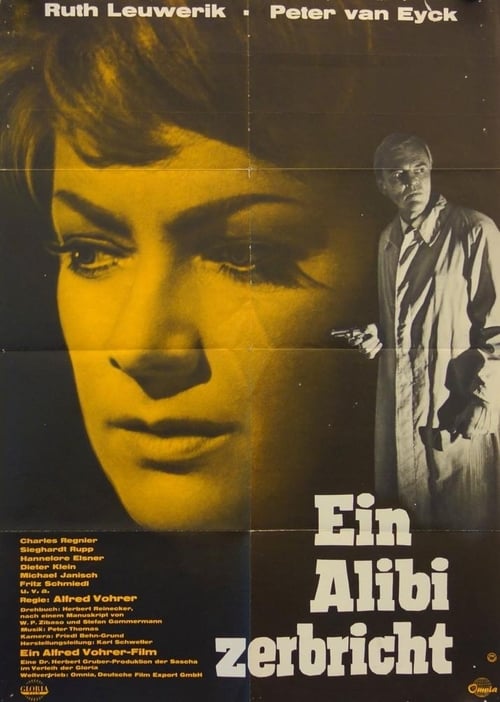 Ruth Leuwerik · Peter van Eyck
Ein
Alibi
zerbricht
Charles Regnier
Sieghardt Rupp
Hannelore Elsner
Dieter Klein
Michael Janisch
Fritz Schmiedl
u. v. a.
Regie: Alfred Vohrer
Drehbuch: Herbert Reinecker,
nach einem Manuskript von
W. P. Zibaso und Stefan Gommermann
Musik: Peter Thomas
Kamera: Friedl Behn-Grund
Herstellungsleitung: Karl Schwetter
Ein Alfred Vohrer-Film
Eine Dr. Herbert Gruber-Produktion der Sascha
im Verleih der Gloria
Weltvertrieb: Omnia, Deutsche Film Export GmbH
GLORIA
Omnia